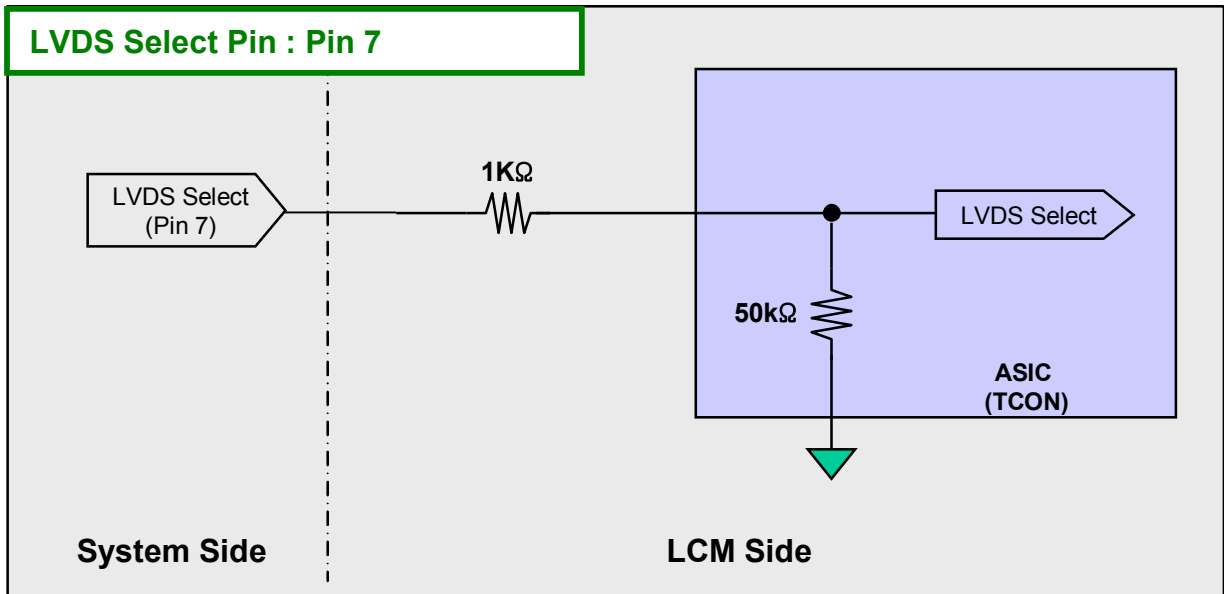 LVDS Select Pin : Pin 7
LVDS Select
(Pin 7)
1KΩ
LVDS Select
50kΩ
ASIC
(TCON)
System Side
LCM Side